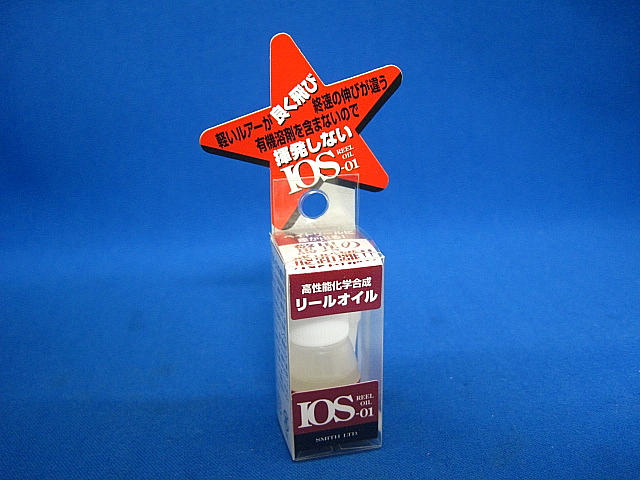 軽いルアーが良く飛び
終速の伸びが違う
有機溶剤を含まないので
揮発しない
IOS REEL OIL -01
驚異の
飛距離!!
高性能化学合成
リールオイル
IOS REEL OIL -01
SMITH LTD.